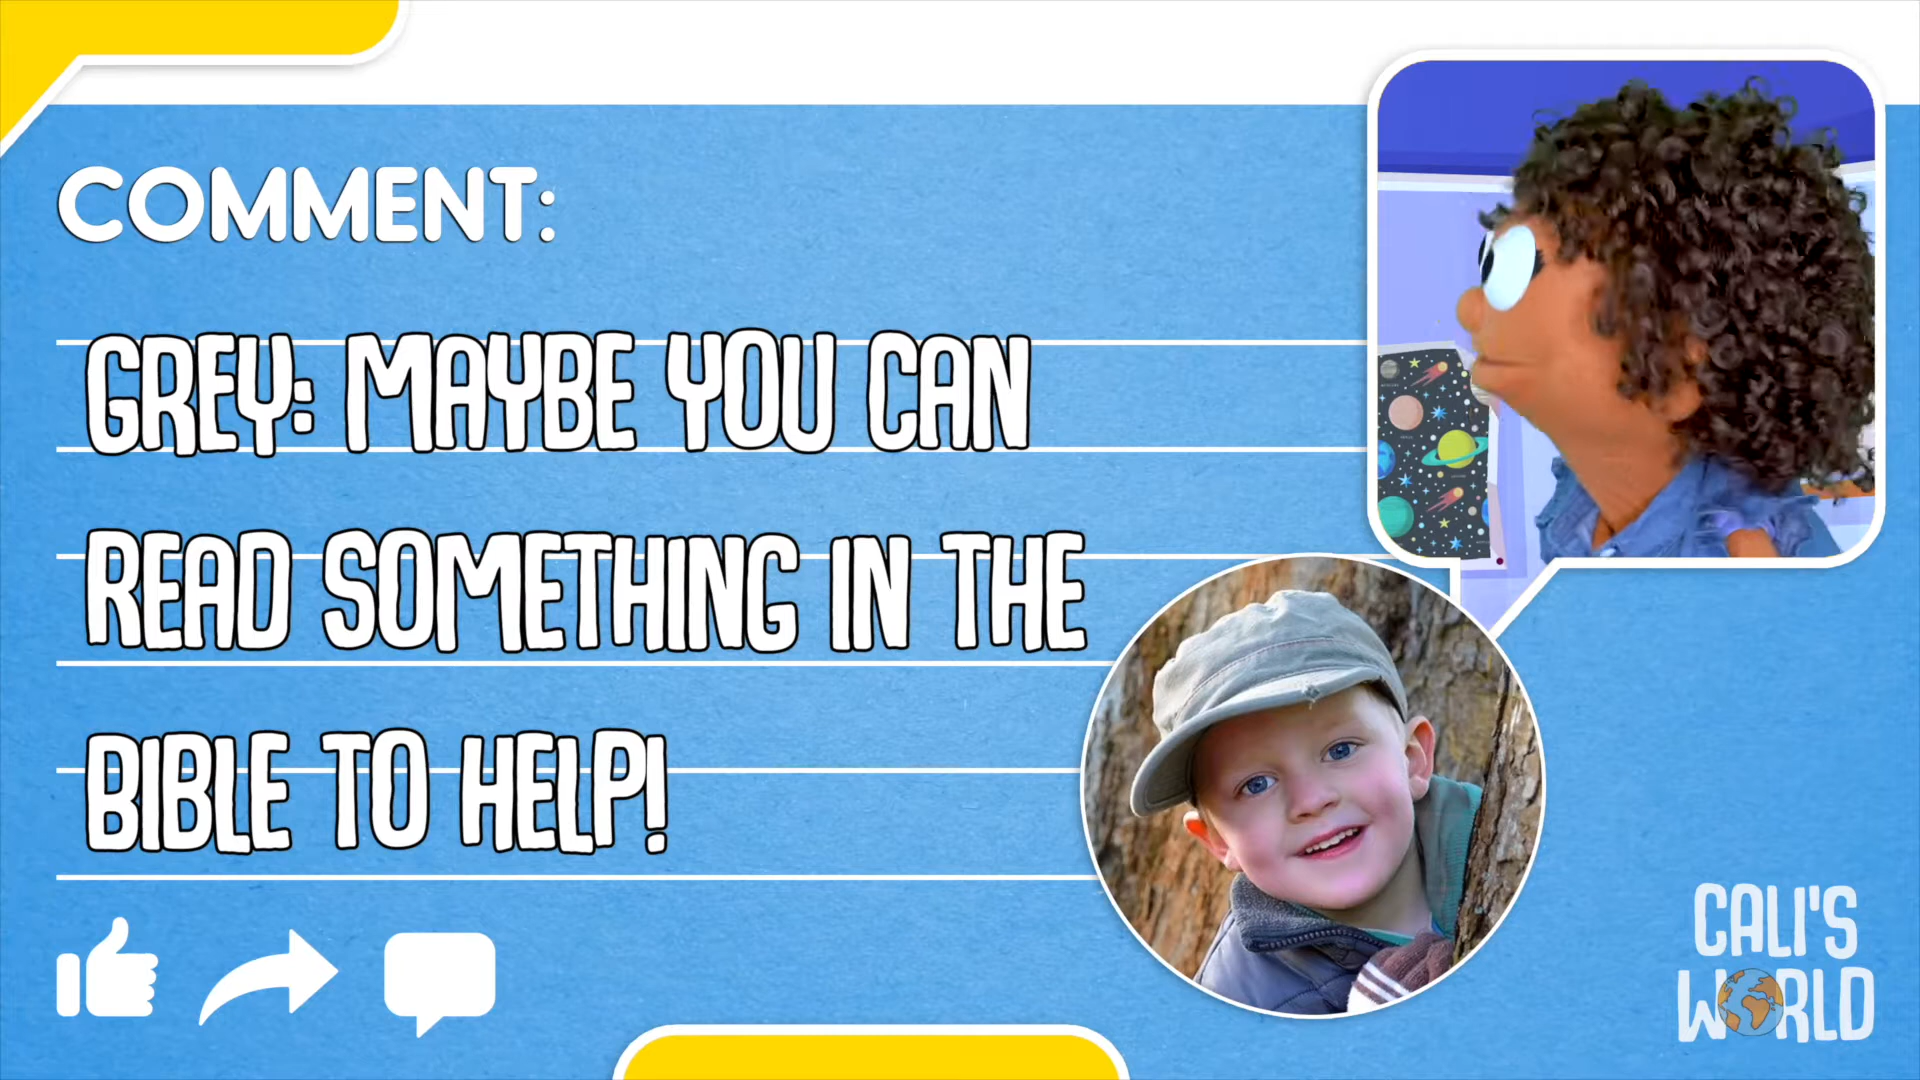 COMMENT:
GREY: MAYBE YOU CAN
READ SOMETHING IN THE
BIBLE TO HELP!
CALI'S
WORLD